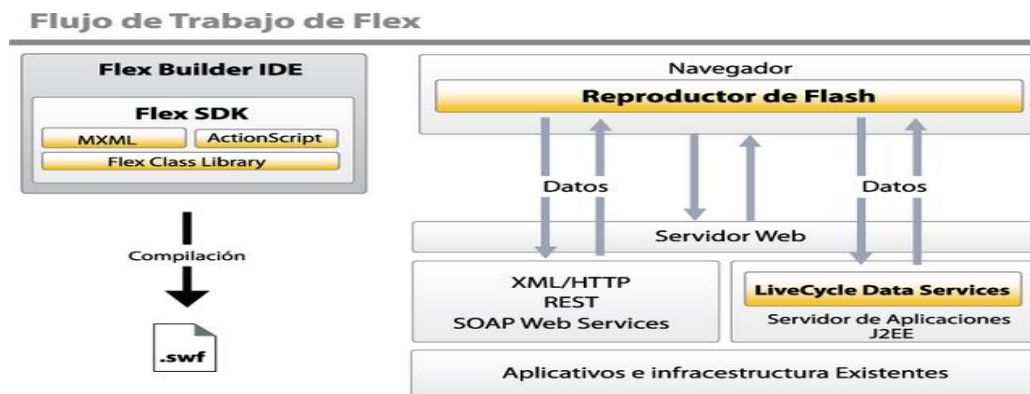 Flujo de Trabajo de Flex
Flex Builder IDE
Flex SDK
MXML
ActionScript
Flex Class Library
Compilación
.swf
Navegador
Reproductor de Flash
Datos
Datos
Servidor Web
XML/HTTP
REST
SOAP Web Services
LiveCycle Data Services
Servidor de Aplicaciones
J2EE
Aplicativos e infracestructura Existentes